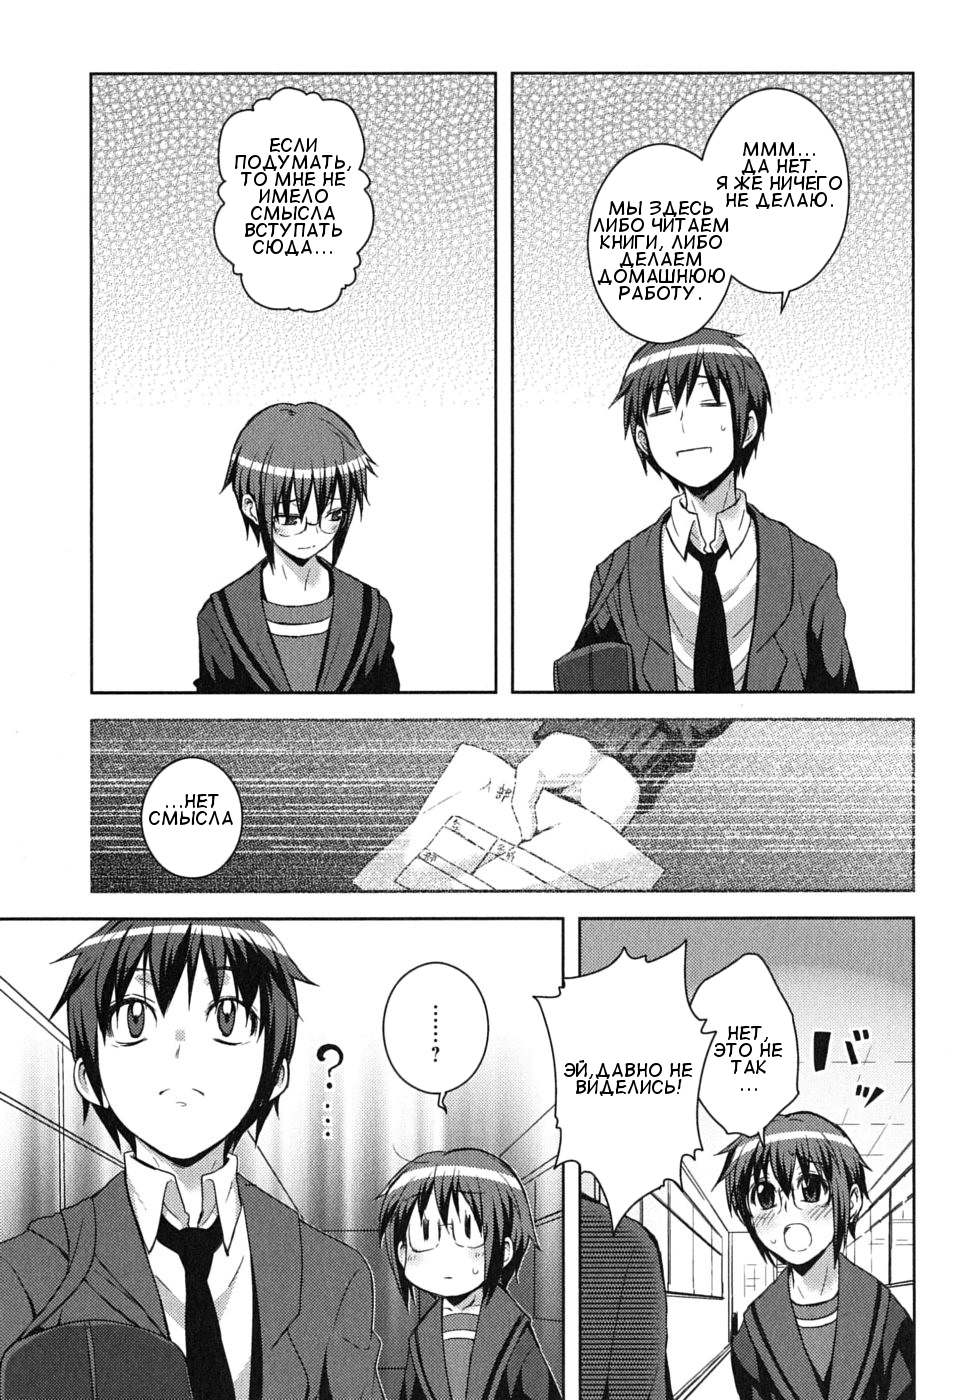 МММ...
ДА НЕТ.
Я ЖЕ НИЧЕГО
НЕ ДЕЛАЮ.
МЫ ЗДЕСЬ
ЛИБО ЧИТАЕМ
КНИГИ, ЛИБО
ДЕЛАЕМ
ДОМАШНЮЮ
РАБОТУ.
ЕСЛИ
ПОДУМАТЬ,
ТО МНЕ НЕ
ИМЕЛО
СМЫСЛА
ВСТУПАТЬ
СЮДА...
...НЕТ
СМЫСЛА
НЕТ,
ЭТО НЕ
ТАК
...
ЭЙ,ДАВНО НЕ
ВИДЕЛИСЬ!
......?
?....